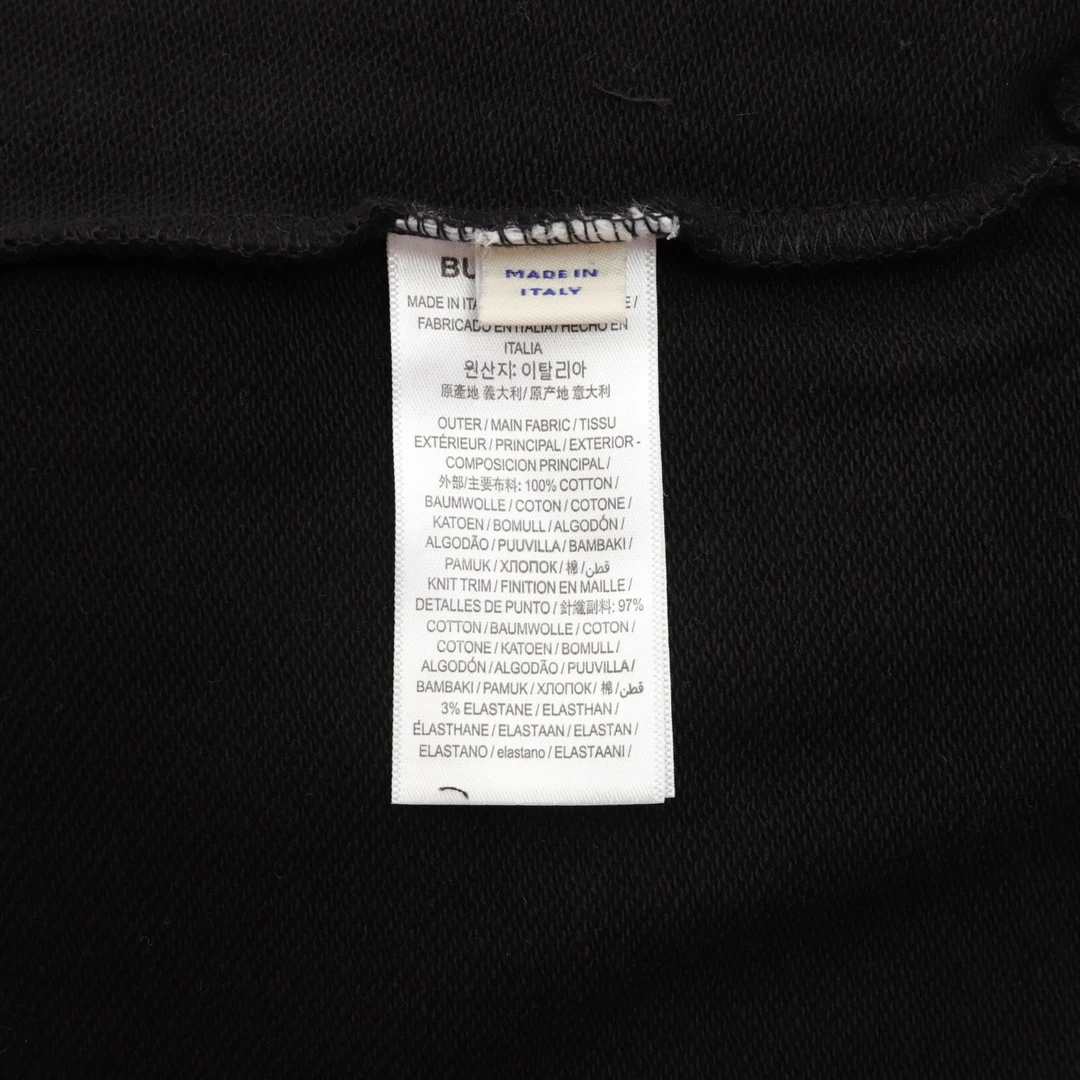 BU
MADE IN
ITALY
MADE IN ITA E /
FABRICADO EN ITALIA / HECHO EN
ITALIA
원산지: 이탈리아
原產地 義大利 / 原产地 意大利
OUTER / MAIN FABRIC / TISSU
EXTÉRIEUR / PRINCIPAL / EXTERIOR -
COMPOSICION PRINCIPAL /
外部/主要布料: 100% COTTON /
BAUMWOLLE / COTON / COTONE /
KATOEN / BOMULL / ALGODÓN /
ALGODÃO / PUUVILLA / BAMBAKI /
PAMUK / ХЛОПОК / 棉 / قطن
KNIT TRIM / FINITION EN MAILLE /
DETALLES DE PUNTO / 針織副料: 97%
COTTON / BAUMWOLLE / COTON /
COTONE / KATOEN / BOMULL /
ALGODÓN / ALGODÃO / PUUVILLA /
BAMBAKI / PAMUK / ХЛОПОК / 棉 / قطن
3% ELASTANE / ELASTHAN /
ÉLASTHANE / ELASTAAN / ELASTAN /
ELASTANO / elastano / ELASTAANI /